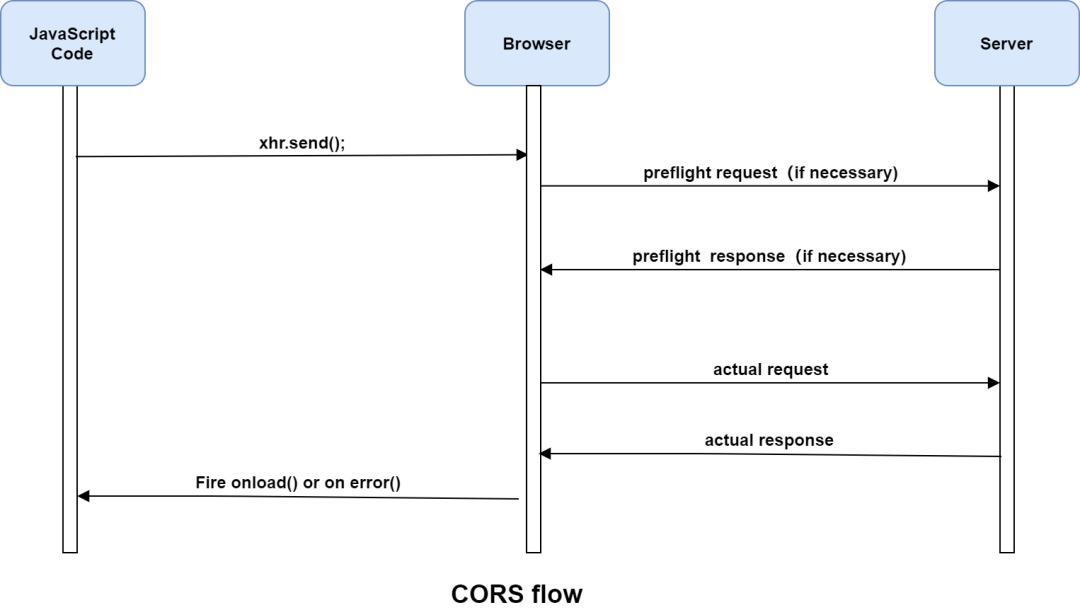 JavaScript
Code
Browser
Server
xhr.send();
preflight request（if necessary)
preflight  response（if necessary)
actual request
actual response
Fire onload() or on error()
CORS flow